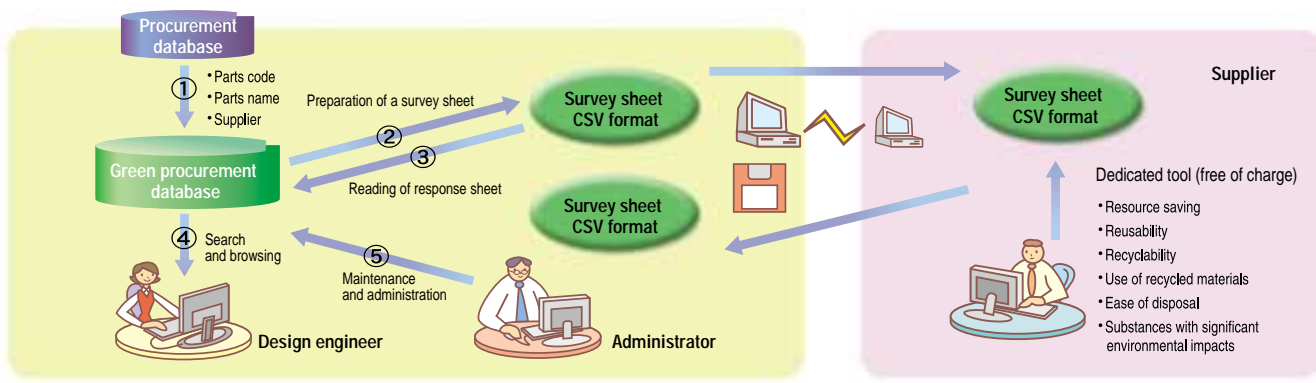 Procurement
database
①
•Parts code
•Parts name
•Supplier
Green procurement
database
Preparation of a survey sheet
②
③
Reading of response sheet
Survey sheet
CSV format
Survey sheet
CSV format
④
Search
and browsing
Design engineer
⑤
Maintenance
and administration
Administrator
Supplier
Survey sheet
CSV format
Dedicated tool (free of charge)
•Resource saving
•Reusability
•Recyclability
•Use of recycled materials
•Ease of disposal
•Substances with significant
environmental impacts